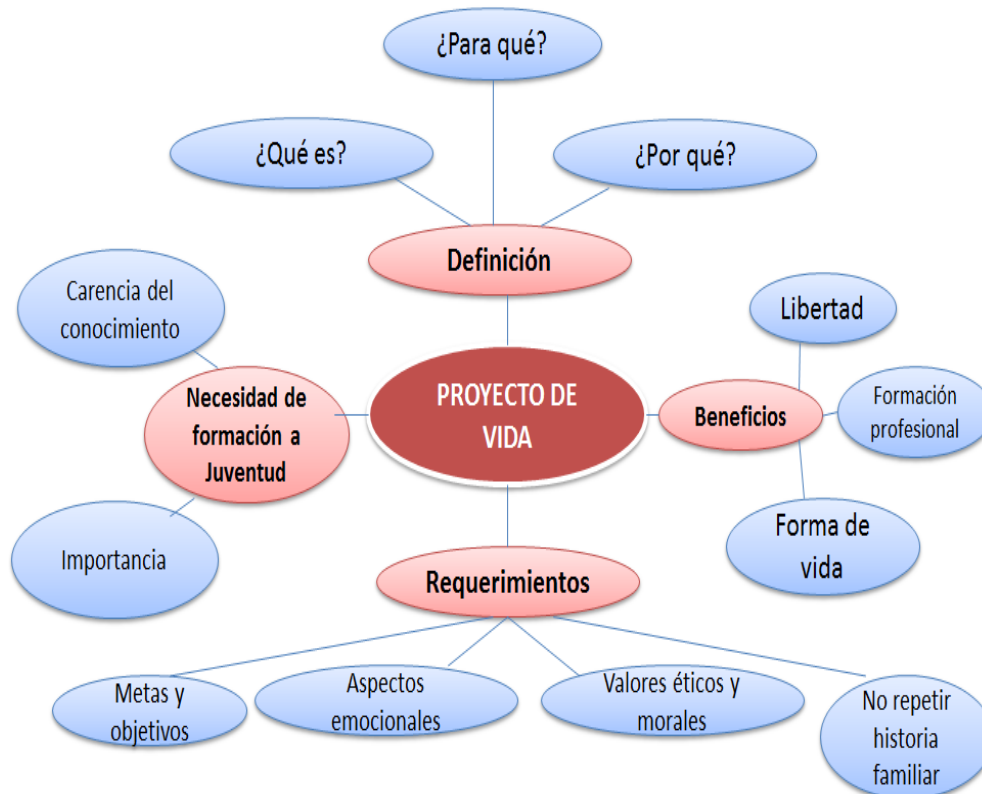 ¿Para qué?
¿Qué es?
¿Por qué?
Definición
Carencia del
conocimiento
Libertad
Necesidad de
formación a
Juventud
PROYECTO DE
VIDA
Beneficios
Formación
profesional
Importancia
Forma de
vida
Requerimientos
Metas y
objetivos
Aspectos
emocionales
Valores éticos y
morales
No repetir
historia
familiar